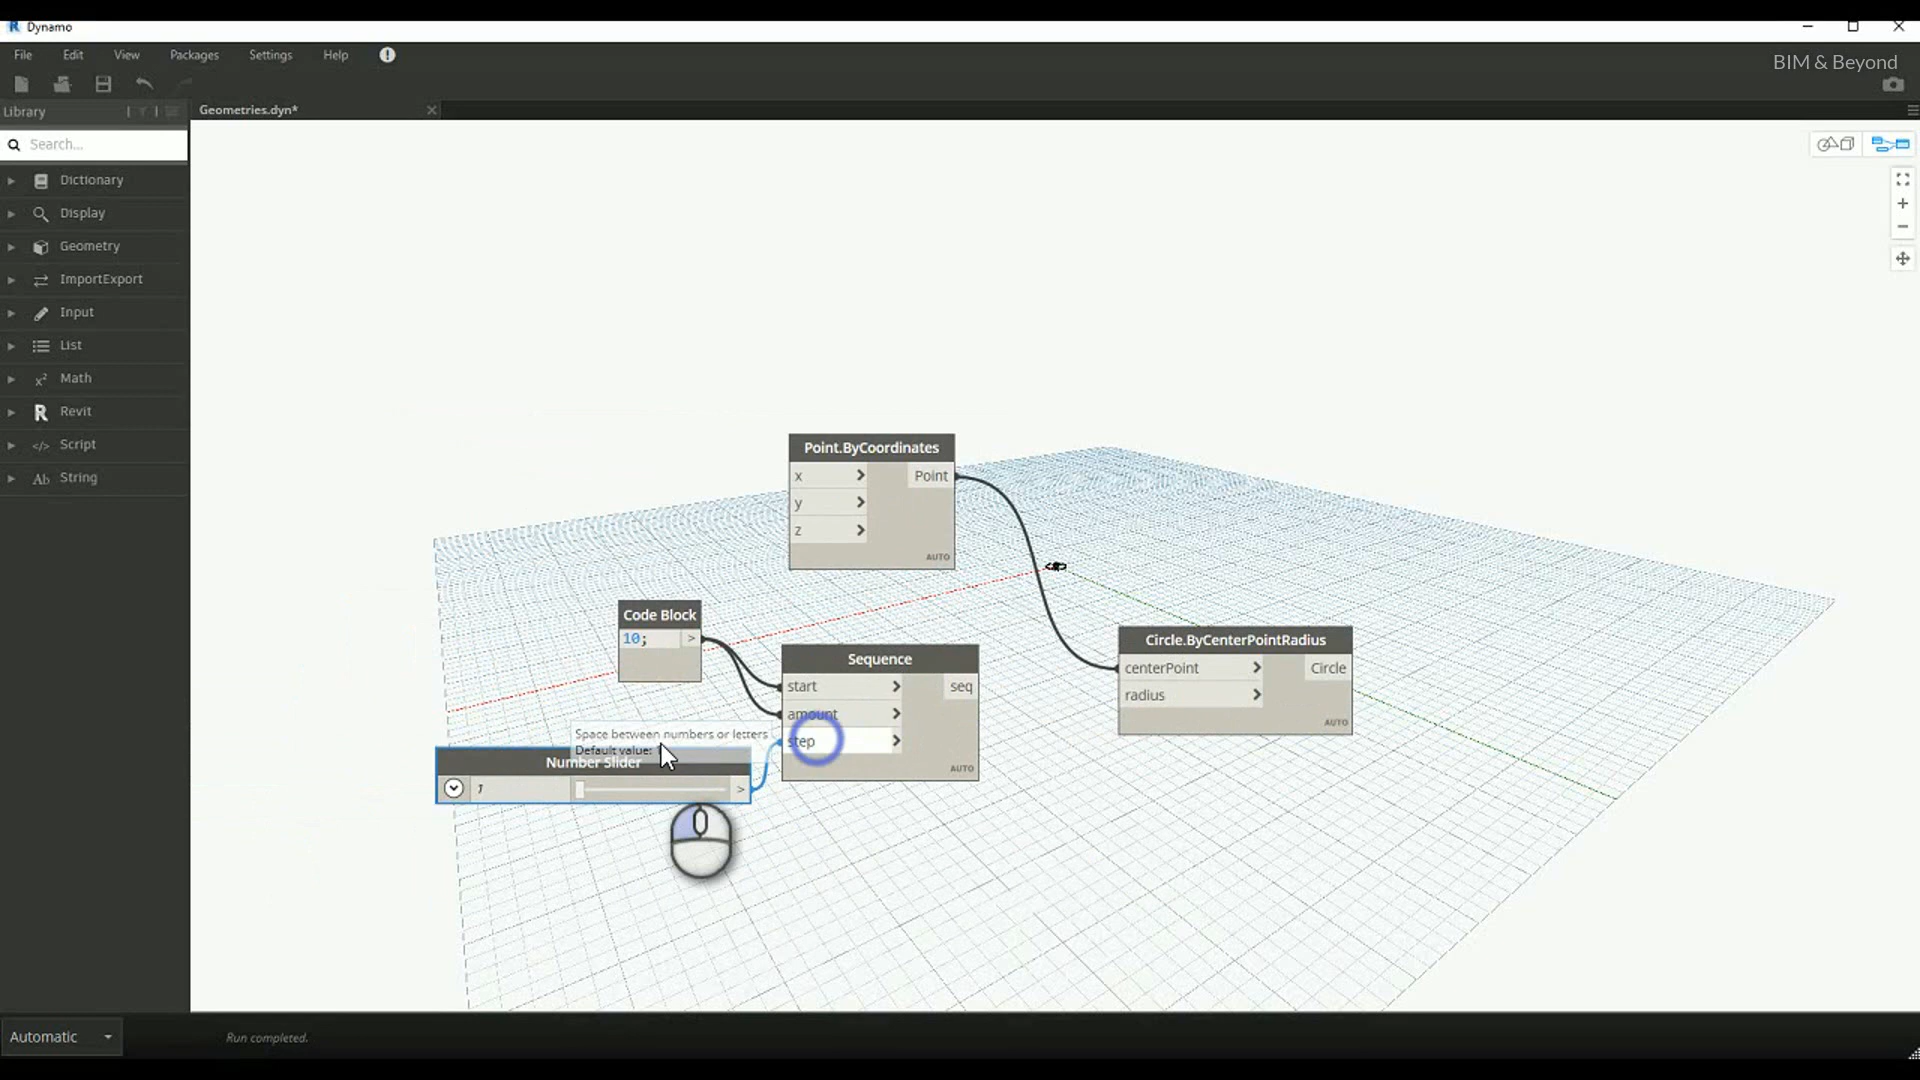 Dynamo
File Edit View Packages Settings Help
BIM & Beyond
Library
Geometries.dyn*
Search...
Dictionary
Display
Geometry
ImportExport
Input
List
Math
Revit
Script
String
Point.ByCoordinates
x > Point
y >
z >
AUTO
Code Block
10; >
Sequence
start > seq
amount >
step >
AUTO
Circle.ByCenterPointRadius
centerPoint > Circle
radius >
AUTO
Space between numbers or letters
Default value: 1
Number Slider
1 >
Automatic
Run completed.